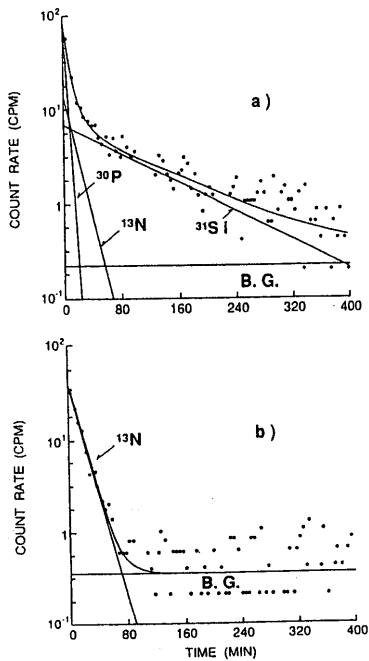 10²
10¹
1
10⁻¹
COUNT RATE (CPM)
a)
³⁰P
¹³N
³¹Si
B. G.
0
80
160
240
320
400
10²
10¹
1
10⁻¹
COUNT RATE (CPM)
b)
¹³N
B. G.
0
80
160
240
320
400
TIME (MIN)